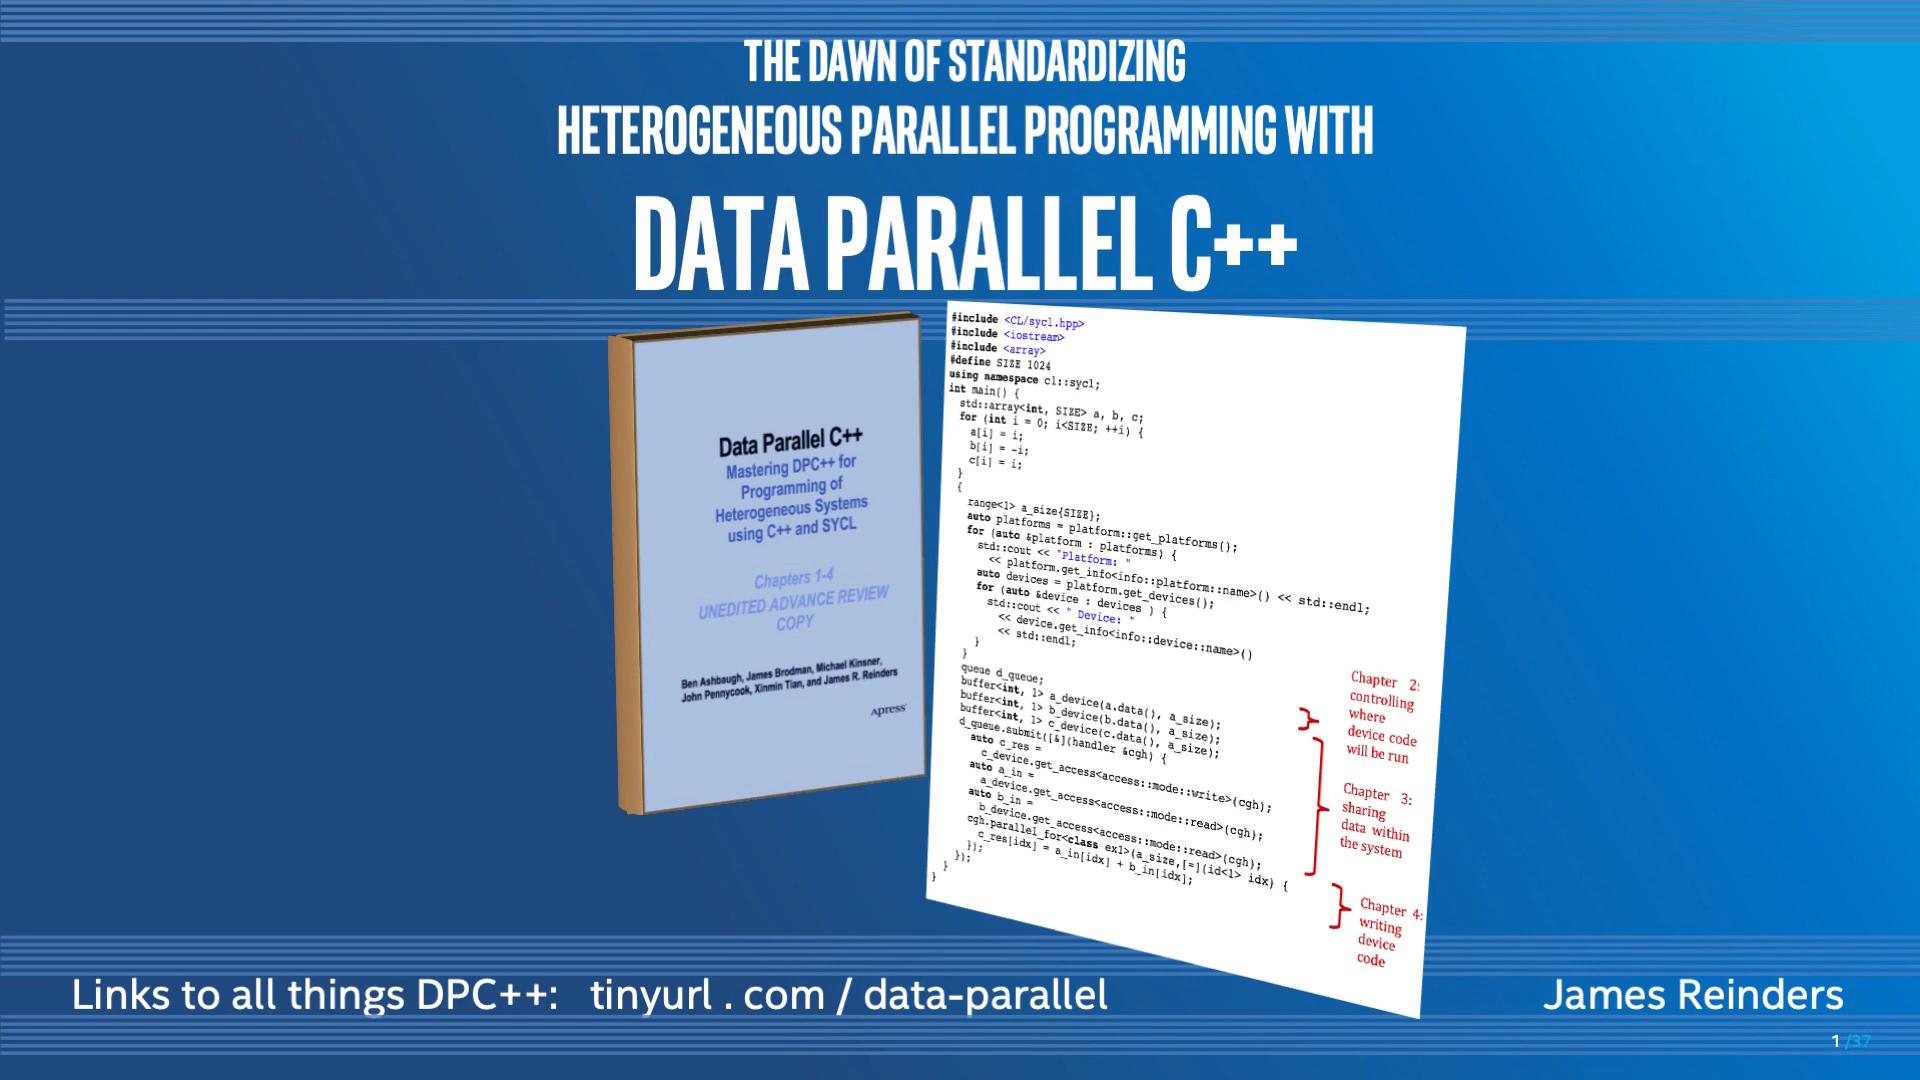 THE DAWN OF STANDARDIZING
HETEROGENEOUS PARALLEL PROGRAMMING WITH
DATA PARALLEL C++
Data Parallel C++
Mastering DPC++ for
Programming of
Heterogeneous Systems
using C++ and SYCL
Chapters 1-4
UNEDITED ADVANCE REVIEW
COPY
Ben Ashbaugh, James Brodman, Michael Kinsner,
John Pennycook, Xinmin Tian, and James R. Reinders
Apress
#include <CL/sycl.hpp>
#include <iostream>
#include <array>
#define SIZE 1024
using namespace cl::sycl;
int main() {
std::array<int, SIZE> a, b, c;
for (int i = 0; i<SIZE; ++i) {
a[i] = i;
b[i] = -i;
c[i] = i;
}
{
range<1> a_size{SIZE};
auto platforms = platform::get_platforms();
for (auto &platform : platforms) {
std::cout << "Platform: "
<< platform.get_info<info::platform::name>() << std::endl;
auto devices = platform.get_devices();
for (auto &device : devices ) {
std::cout << " Device: "
<< device.get_info<info::device::name>()
<< std::endl;
}
}
queue d_queue;
buffer<int, 1> a_device(a.data(), a_size);
buffer<int, 1> b_device(b.data(), a_size);
buffer<int, 1> c_device(c.data(), a_size);
d_queue.submit([&](handler &cgh) {
auto c_res =
c_device.get_access<access::mode::write>(cgh);
auto a_in =
a_device.get_access<access::mode::read>(cgh);
auto b_in =
b_device.get_access<access::mode::read>(cgh);
cgh.parallel_for<class ex1>(a_size,[=](id<1> idx) {
c_res[idx] = a_in[idx] + b_in[idx];
});
});
}
}
Chapter 2:
controlling
where
device code
will be run
Chapter 3:
sharing
data within
the system
Chapter 4:
writing
device
code
Links to all things DPC++: tinyurl . com / data-parallel
James Reinders
1 /37